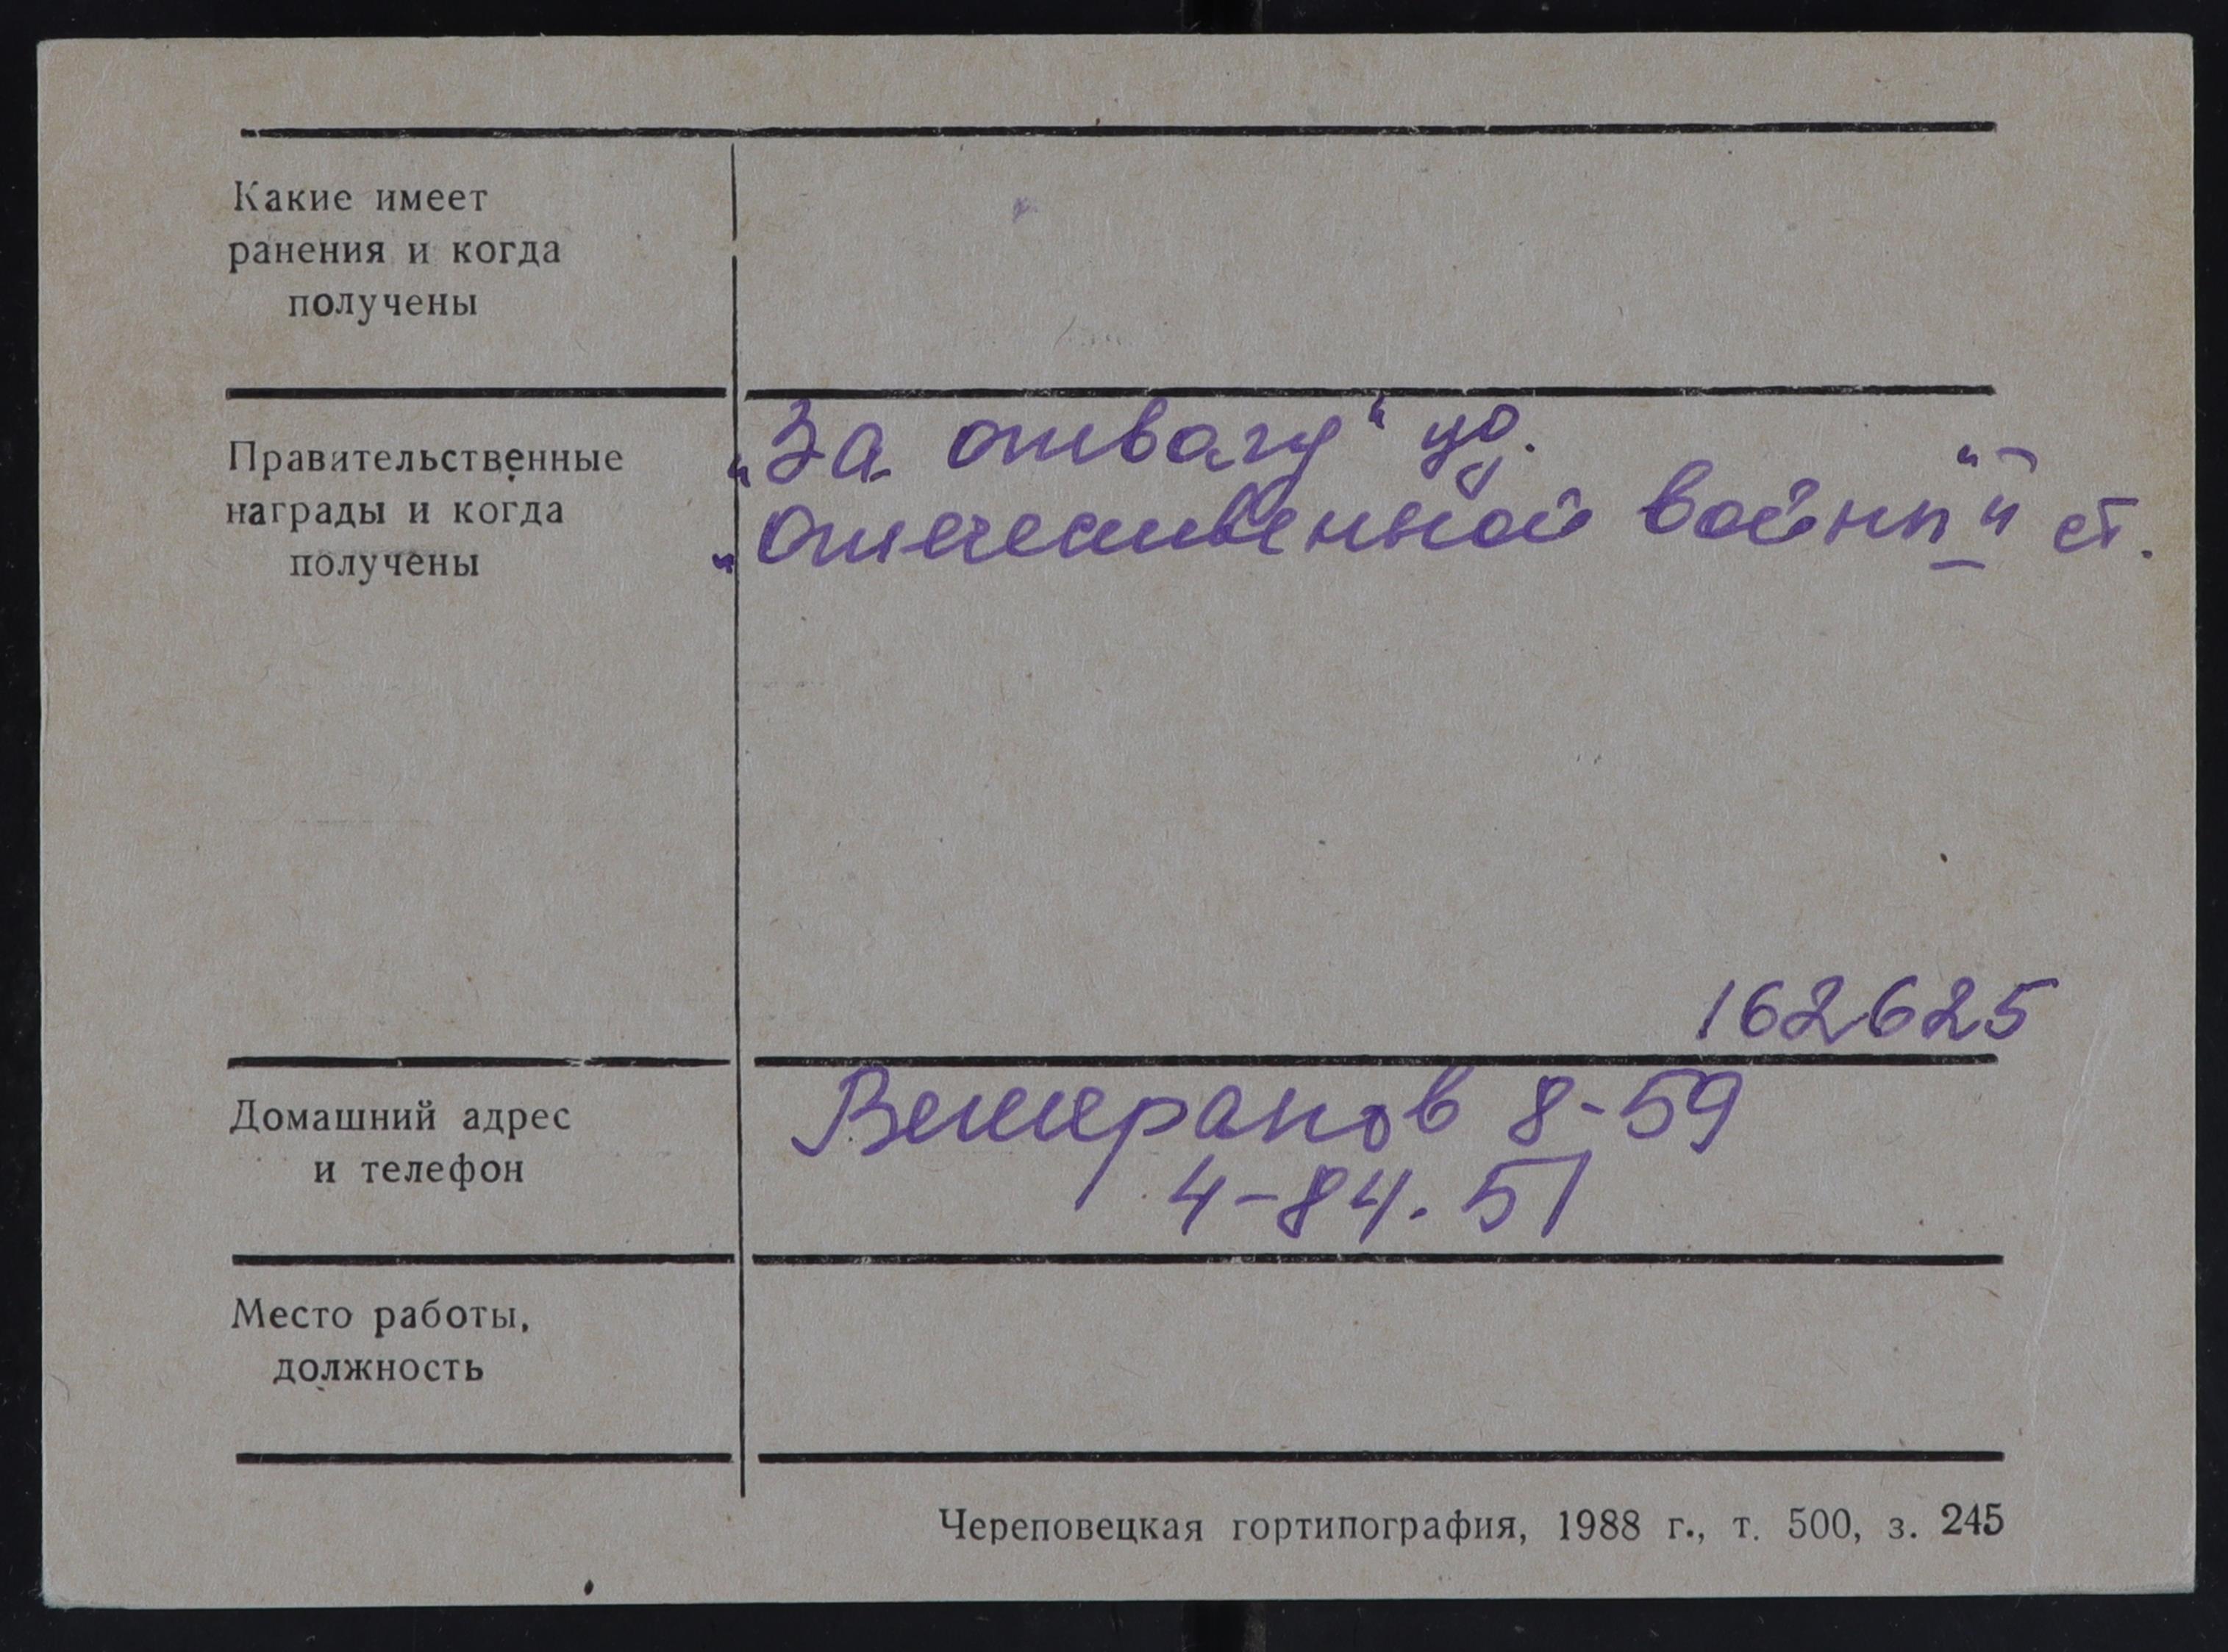 Какие имеет
ранения и когда
получены
Правительственные
награды и когда
получены
„За отвагу“
„Отечественной войны“ II ст.
162625
Домашний адрес
и телефон
Ветеранов 8-59
4-84.51
Место работы,
должность
Череповецкая гортипография, 1988 г., т. 500, з. 245